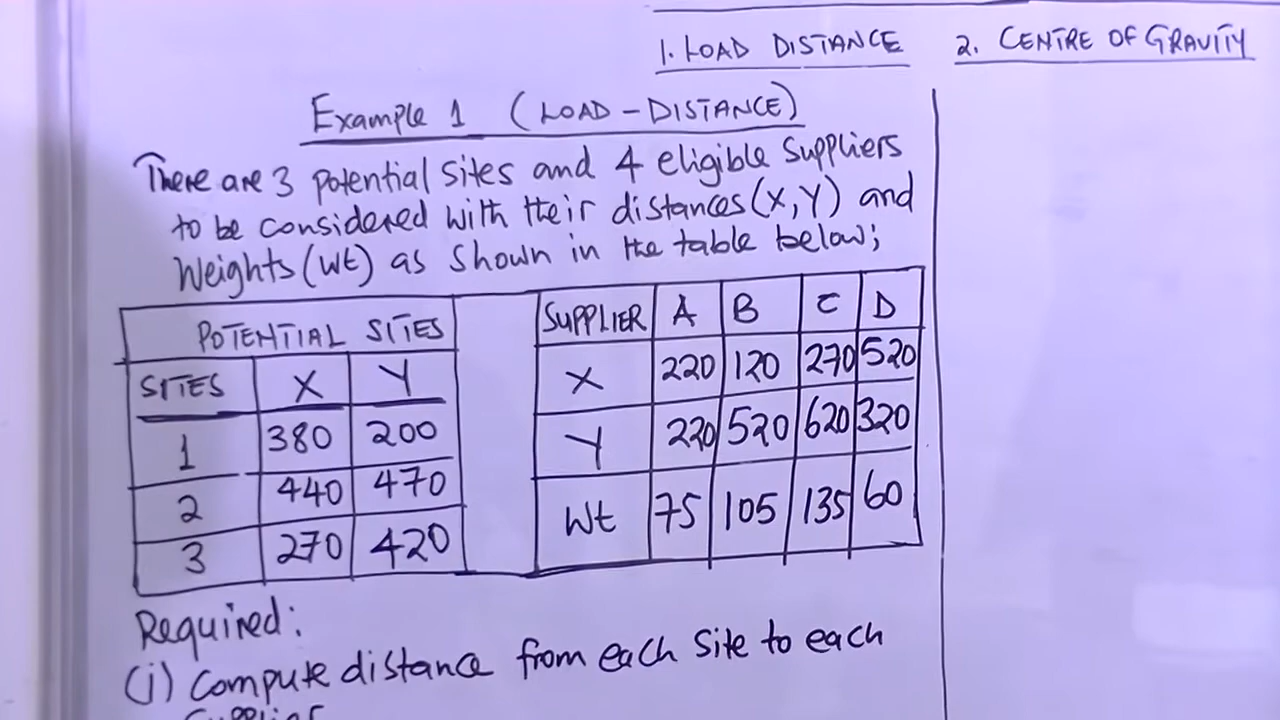 1. LOAD DISTANCE 2. CENTRE OF GRAVITY
Example 1 (LOAD-DISTANCE)
There are 3 potential sites and 4 eligible suppliers
to be considered with their distances (X,Y) and
Weights (Wt) as shown in the table below;
POTENTIAL SITES
SITES X Y
1 380 200
2 440 470
3 270 420
SUPPLIER A B C D
X 220 120 270 520
Y 220 520 620 320
Wt 75 105 135 60
Required:
(i) Compute distance from each site to each
supplier